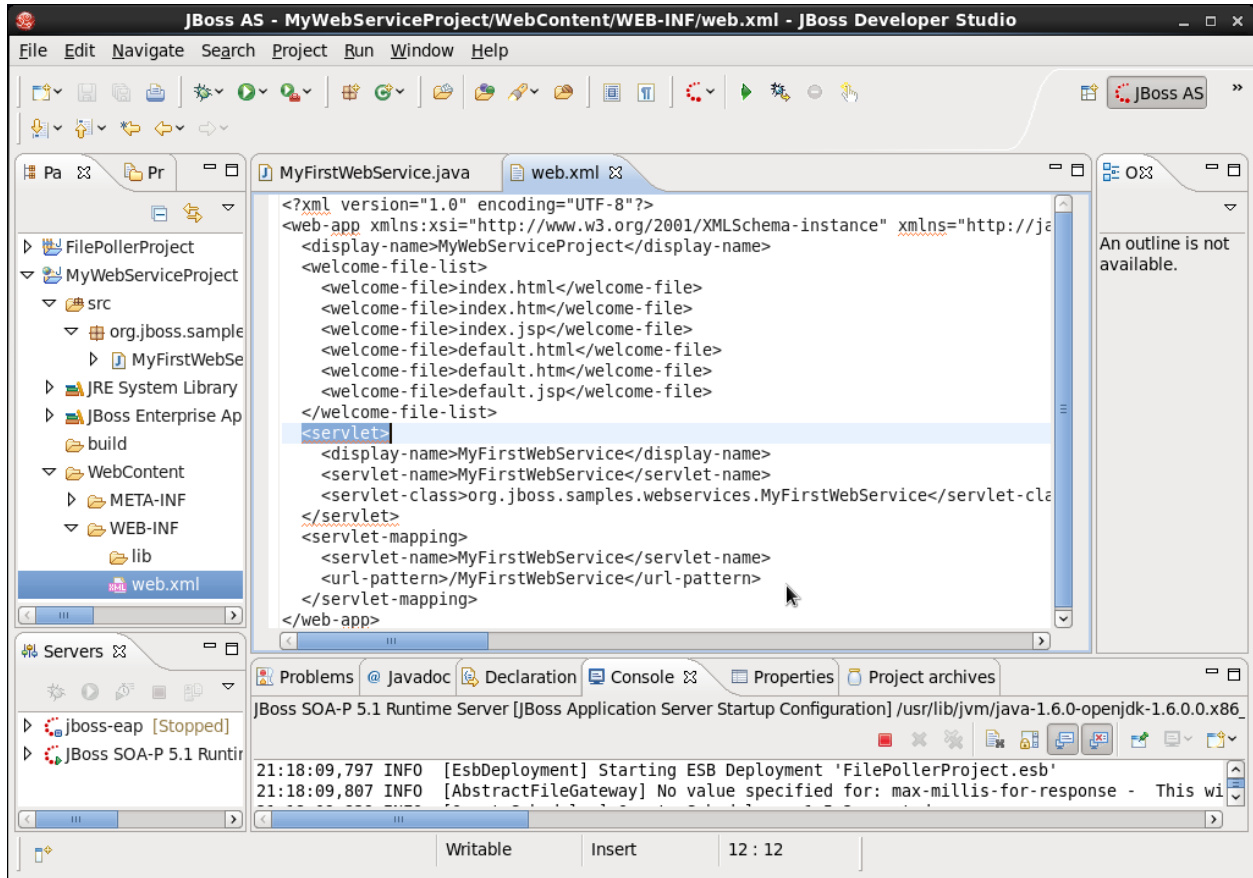 JBoss AS - MyWebServiceProject/WebContent/WEB-INF/web.xml - JBoss Developer Studio
File Edit Navigate Search Project Run Window Help
JBoss AS »
Pa
Pr
MyFirstWebService.java
web.xml
O
FilePollerProject
MyWebServiceProject
src
org.jboss.sample
MyFirstWebSe
JRE System Library
JBoss Enterprise Ap
build
WebContent
META-INF
WEB-INF
lib
web.xml
<?xml version="1.0" encoding="UTF-8"?>
<web-app xmlns:xsi="http://www.w3.org/2001/XMLSchema-instance" xmlns="http://ja
<display-name>MyWebServiceProject</display-name>
<welcome-file-list>
<welcome-file>index.html</welcome-file>
<welcome-file>index.htm</welcome-file>
<welcome-file>index.jsp</welcome-file>
<welcome-file>default.html</welcome-file>
<welcome-file>default.htm</welcome-file>
<welcome-file>default.jsp</welcome-file>
</welcome-file-list>
<servlet>
<display-name>MyFirstWebService</display-name>
<servlet-name>MyFirstWebService</servlet-name>
<servlet-class>org.jboss.samples.webservices.MyFirstWebService</servlet-cla
</servlet>
<servlet-mapping>
<servlet-name>MyFirstWebService</servlet-name>
<url-pattern>/MyFirstWebService</url-pattern>
</servlet-mapping>
</web-app>
An outline is not
available.
Servers
jboss-eap [Stopped]
JBoss SOA-P 5.1 Runtir
Problems @ Javadoc Declaration Console Properties Project archives
JBoss SOA-P 5.1 Runtime Server [JBoss Application Server Startup Configuration] /usr/lib/jvm/java-1.6.0-openjdk-1.6.0.0.x86_
21:18:09,797 INFO [EsbDeployment] Starting ESB Deployment 'FilePollerProject.esb'
21:18:09,807 INFO [AbstractFileGateway] No value specified for: max-millis-for-response - This wi
Writable Insert 12 : 12